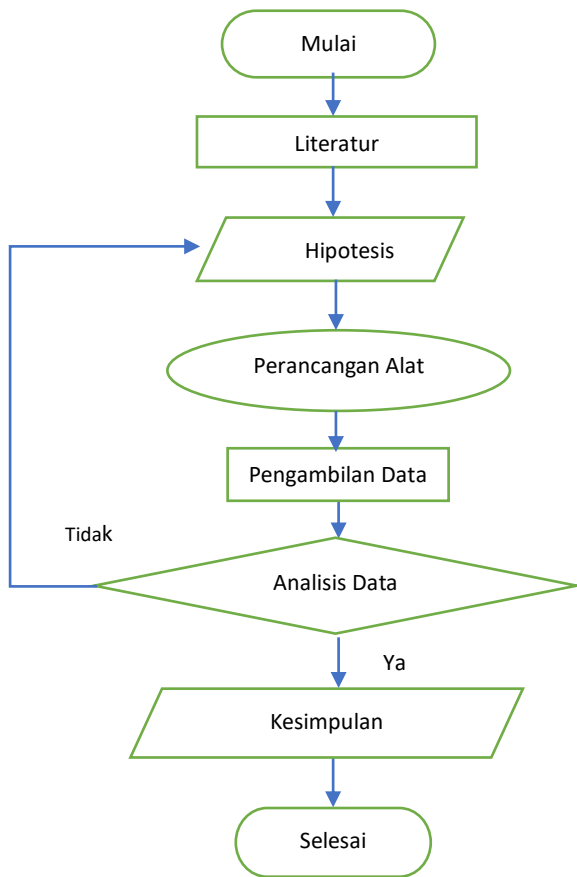 Mulai
Literatur
Hipotesis
Perancangan Alat
Pengambilan Data
Tidak
Analisis Data
Ya
Kesimpulan
Selesai